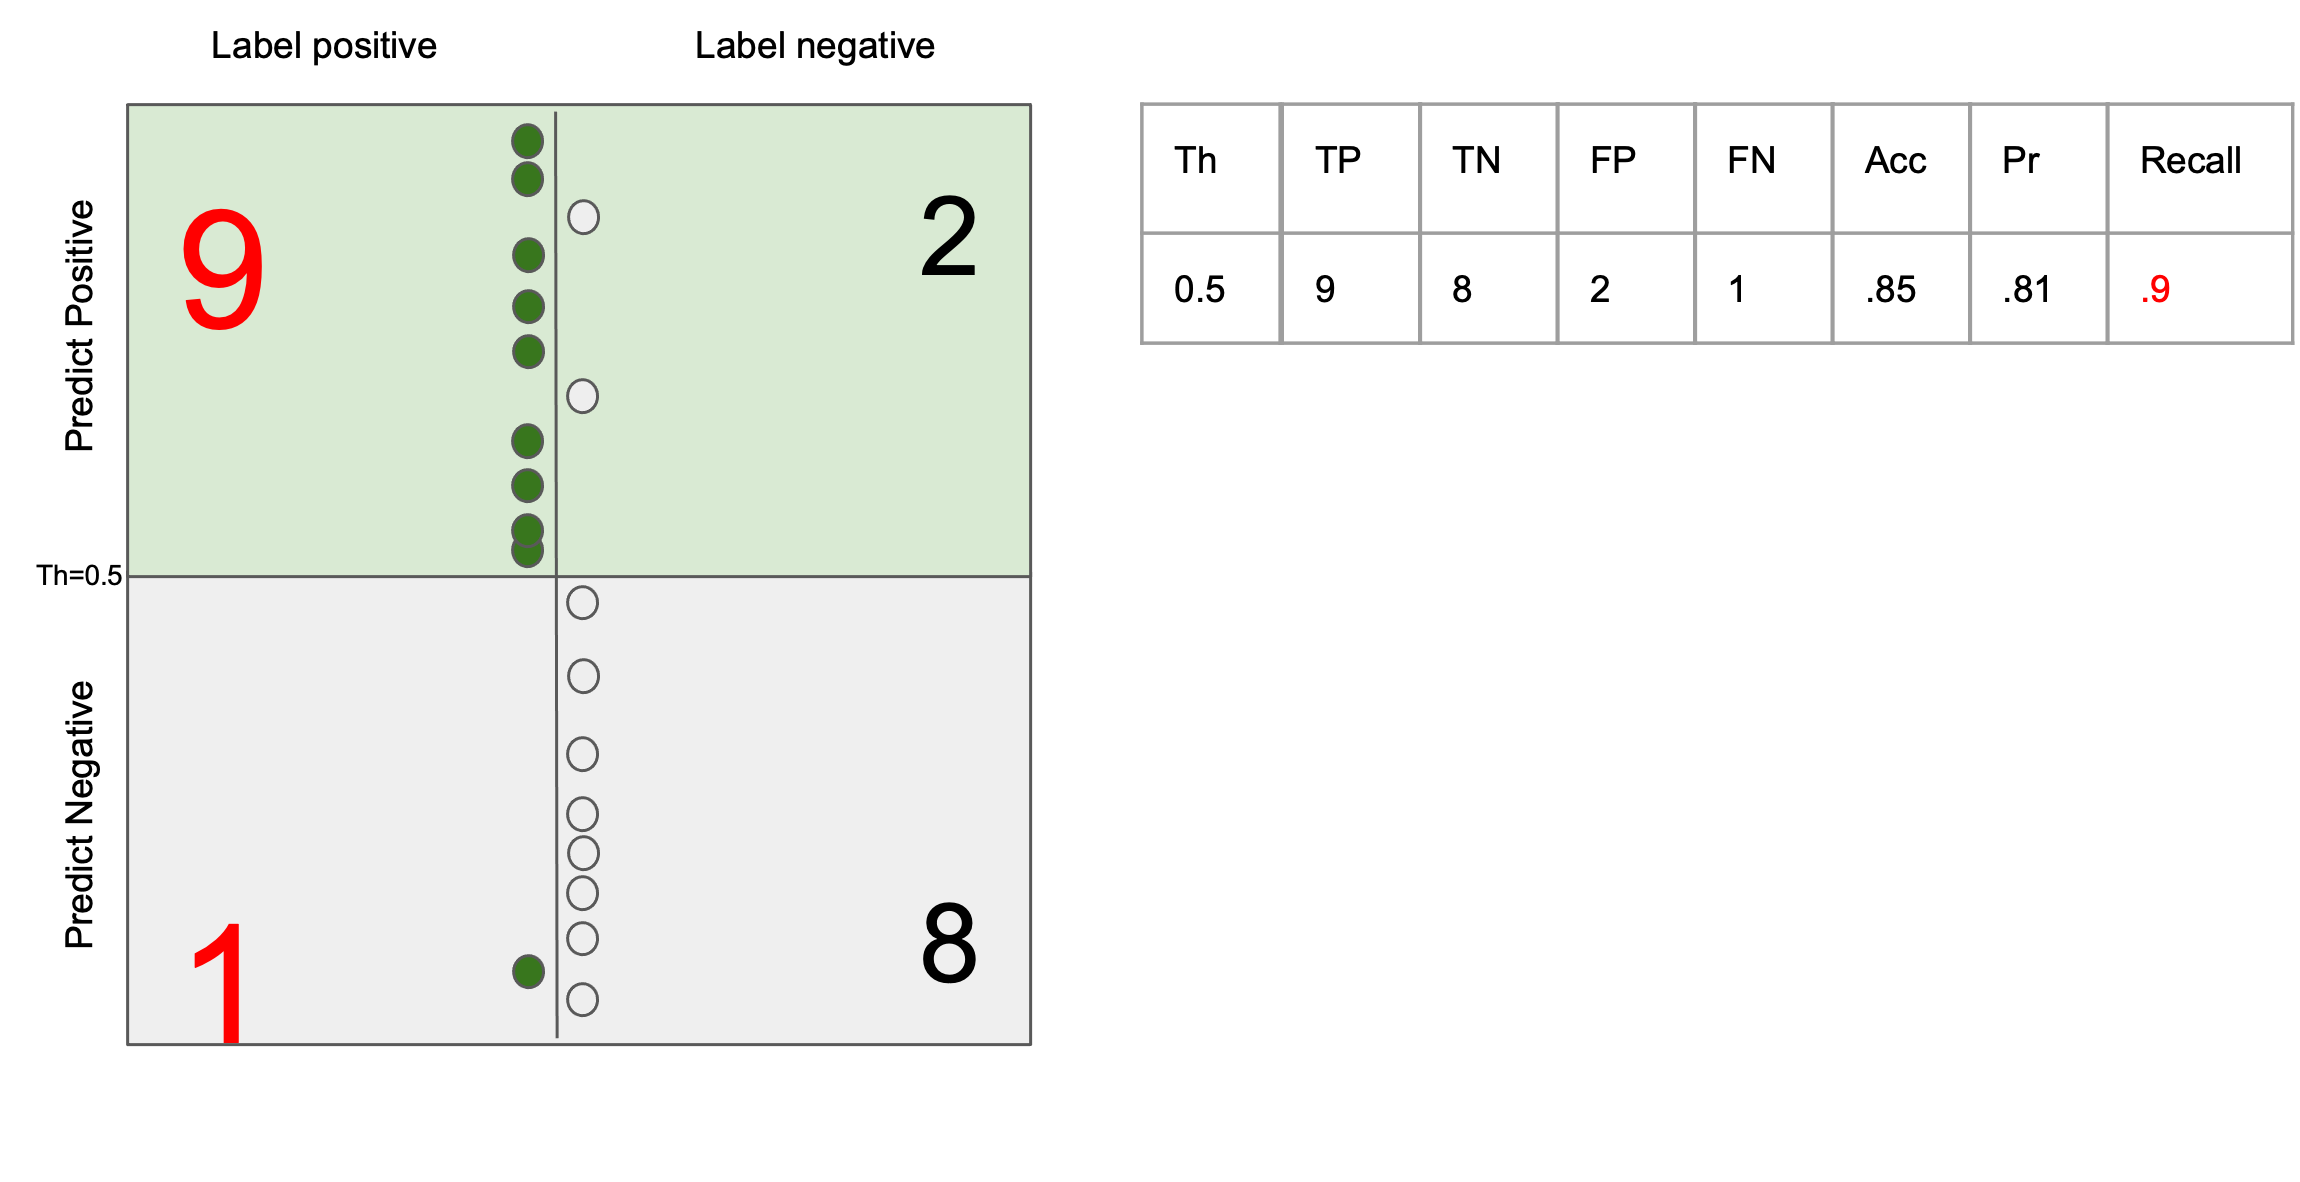 Label positive
Label negative
Predict Positive
9
2
Th=0.5
Predict Negative
1
8
Th TP TN FP FN Acc Pr Recall
0.5 9 8 2 1 .85 .81 .9